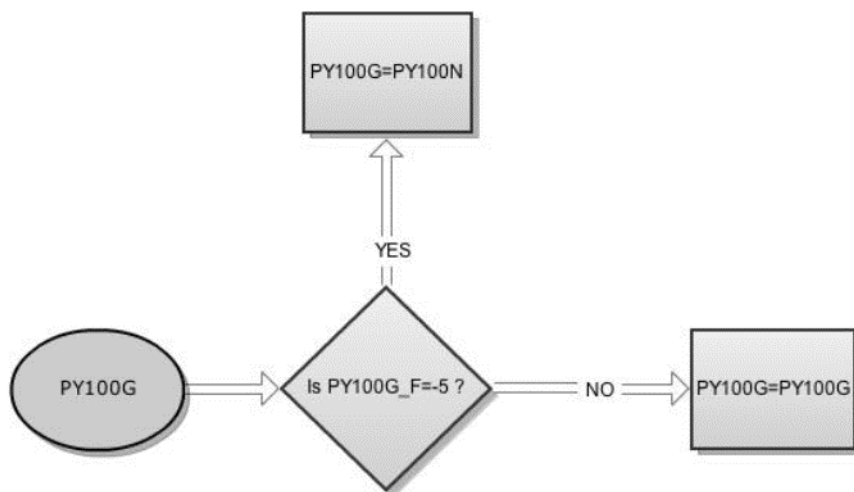 PY100G=PY100N
YES
PY100G
Is PY100G_F=-5 ?
NO
PY100G=PY100G